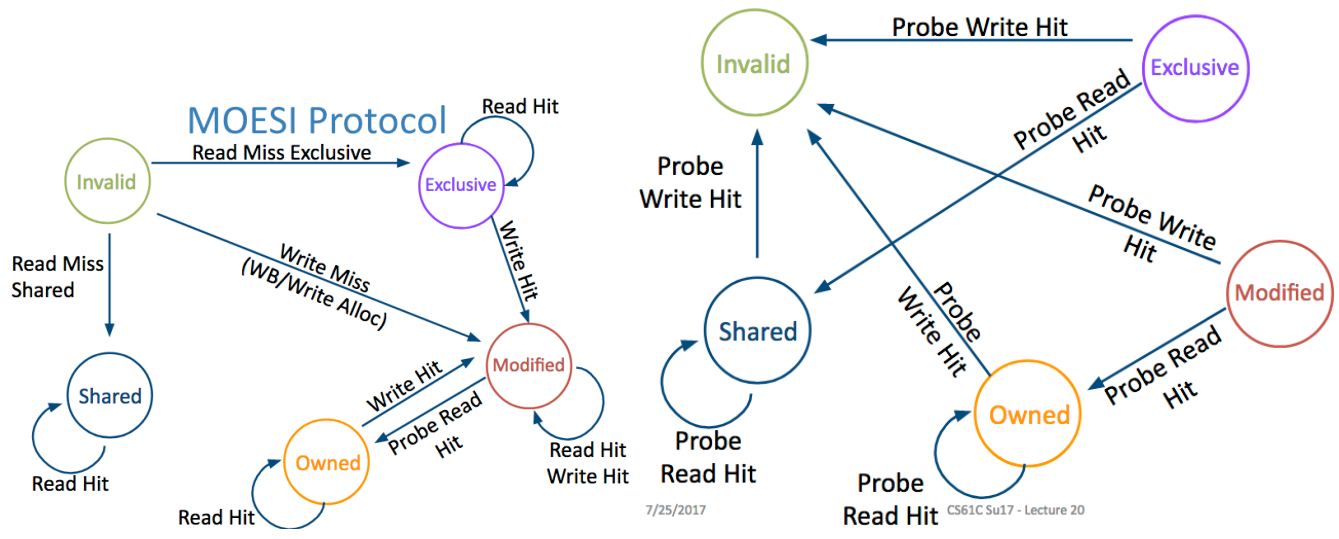 MOESI Protocol
Read Hit
Read Miss Exclusive
Invalid
Exclusive
Read Miss
Shared
Write Miss
(WB/Write Alloc)
Write Hit
Shared
Write Hit
Modified
Probe Read
Hit
Owned
Read Hit
Write Hit
Read Hit
Read Hit
Probe Write Hit
Invalid
Exclusive
Probe Read
Hit
Probe
Write Hit
Probe Write
Hit
Modified
Shared
Probe
Write Hit
Probe Read
Hit
Owned
Probe
Read Hit
Probe
Read Hit
7/25/2017
CS61C Su17 - Lecture 20